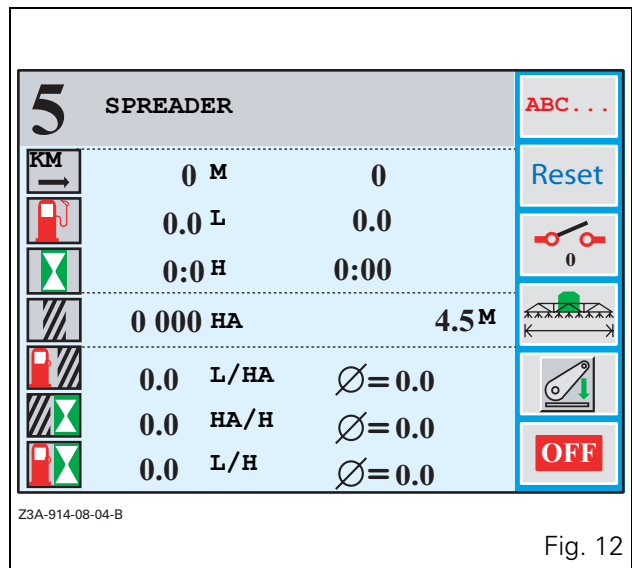 5 SPREADER ABC...
KM 0 M 0 Reset
0.0 L 0.0
0:0 H 0:00 0
0 000 HA 4.5 M
0.0 L/HA Ø=0.0
0.0 HA/H Ø=0.0
0.0 L/H Ø=0.0 OFF
Z3A-914-08-04-B
Fig. 12